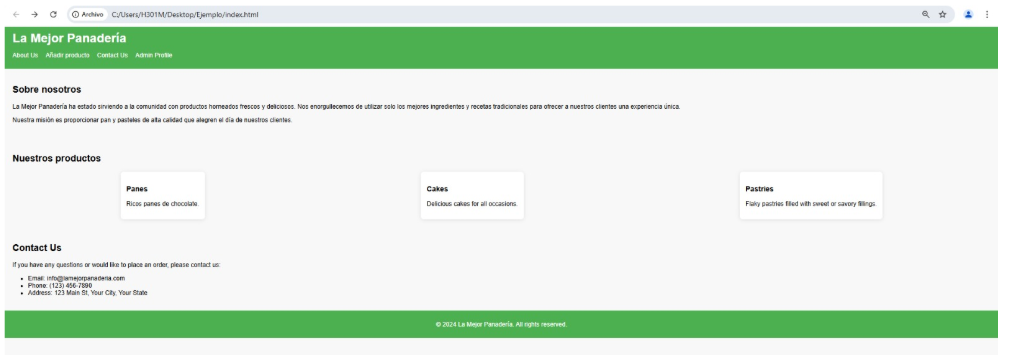 Archivo C:/Users/H301M/Desktop/Ejemplo/index.html
La Mejor Panadería
About Us Añadir producto Contact Us Admin Profile
Sobre nosotros
La Mejor Panadería ha estado sirviendo a la comunidad con productos horneados frescos y deliciosos. Nos enorgullecemos de utilizar solo los mejores ingredientes y recetas tradicionales para ofrecer a nuestros clientes una experiencia única.
Nuestra misión es proporcionar pan y pasteles de alta calidad que alegren el día de nuestros clientes.
Nuestros productos
Panes
Ricos panes de chocolate.
Cakes
Delicious cakes for all occasions.
Pastries
Flaky pastries filled with sweet or savory fillings.
Contact Us
If you have any questions or would like to place an order, please contact us:
Email: info@lamejorpanaderia.com
Phone: (123) 456-7890
Address: 123 Main St, Your City, Your State
© 2024 La Mejor Panadería. All rights reserved.